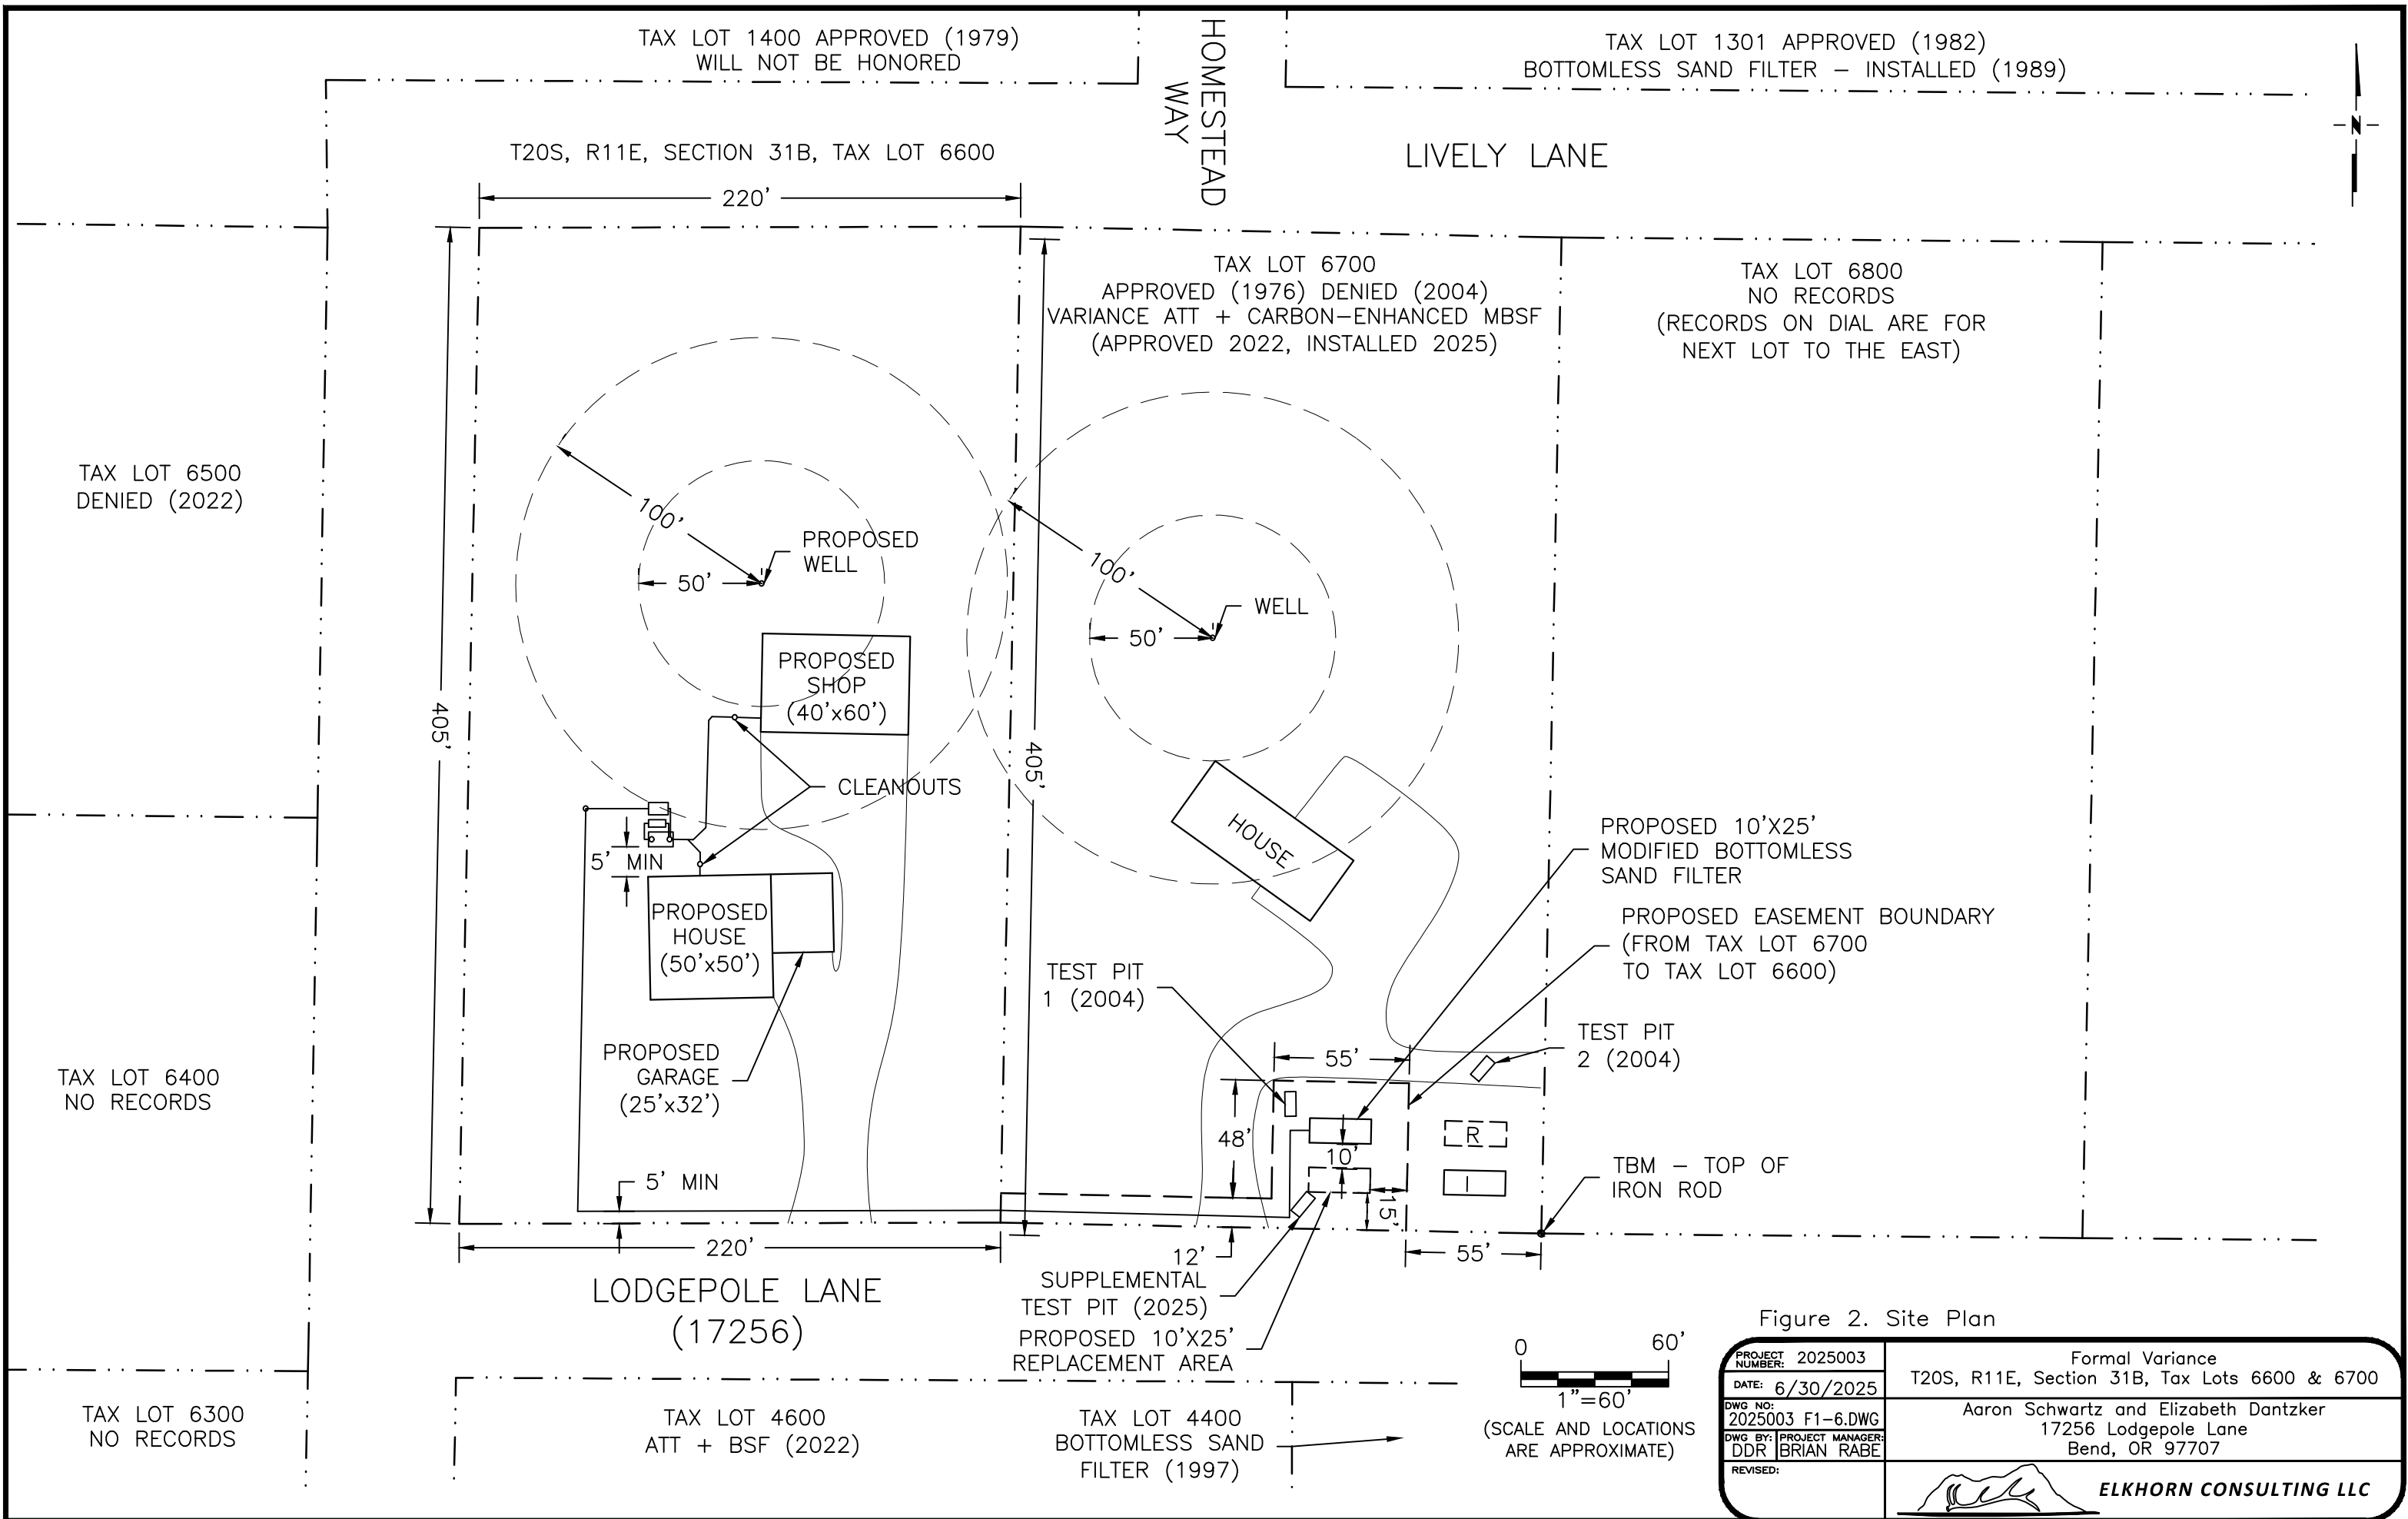 TAX LOT 1400 APPROVED (1979)
WILL NOT BE HONORED
HOMESTEAD
WAY
TAX LOT 1301 APPROVED (1982)
BOTTOMLESS SAND FILTER – INSTALLED (1989)
N
T20S, R11E, SECTION 31B, TAX LOT 6600
LIVELY LANE
220'
TAX LOT 6700
APPROVED (1976) DENIED (2004)
VARIANCE ATT + CARBON-ENHANCED MBSF
(APPROVED 2022, INSTALLED 2025)
TAX LOT 6800
NO RECORDS
(RECORDS ON DIAL ARE FOR
NEXT LOT TO THE EAST)
TAX LOT 6500
DENIED (2022)
100'
PROPOSED
WELL
50'
100'
WELL
50'
PROPOSED
SHOP
(40'x60')
405'
405'
CLEANOUTS
HOUSE
5' MIN
PROPOSED
HOUSE
(50'x50')
PROPOSED 10'X25'
MODIFIED BOTTOMLESS
SAND FILTER
PROPOSED EASEMENT BOUNDARY
(FROM TAX LOT 6700
TO TAX LOT 6600)
TEST PIT
1 (2004)
TEST PIT
2 (2004)
PROPOSED
GARAGE
(25'x32')
TAX LOT 6400
NO RECORDS
55'
48'
10'
R
I
15'
TBM – TOP OF
IRON ROD
5' MIN
220'
12'
55'
LODGEPOLE LANE
(17256)
SUPPLEMENTAL
TEST PIT (2025)
PROPOSED 10'X25'
REPLACEMENT AREA
TAX LOT 6300
NO RECORDS
TAX LOT 4600
ATT + BSF (2022)
TAX LOT 4400
BOTTOMLESS SAND
FILTER (1997)
0 60'
1"=60'
(SCALE AND LOCATIONS
ARE APPROXIMATE)
Figure 2. Site Plan
PROJECT NUMBER: 2025003
DATE: 6/30/2025
DWG NO:
2025003 F1-6.DWG
DWG BY: PROJECT MANAGER:
DDR BRIAN RABE
REVISED:
Formal Variance
T20S, R11E, Section 31B, Tax Lots 6600 & 6700
Aaron Schwartz and Elizabeth Dantzker
17256 Lodgepole Lane
Bend, OR 97707
ELKHORN CONSULTING LLC